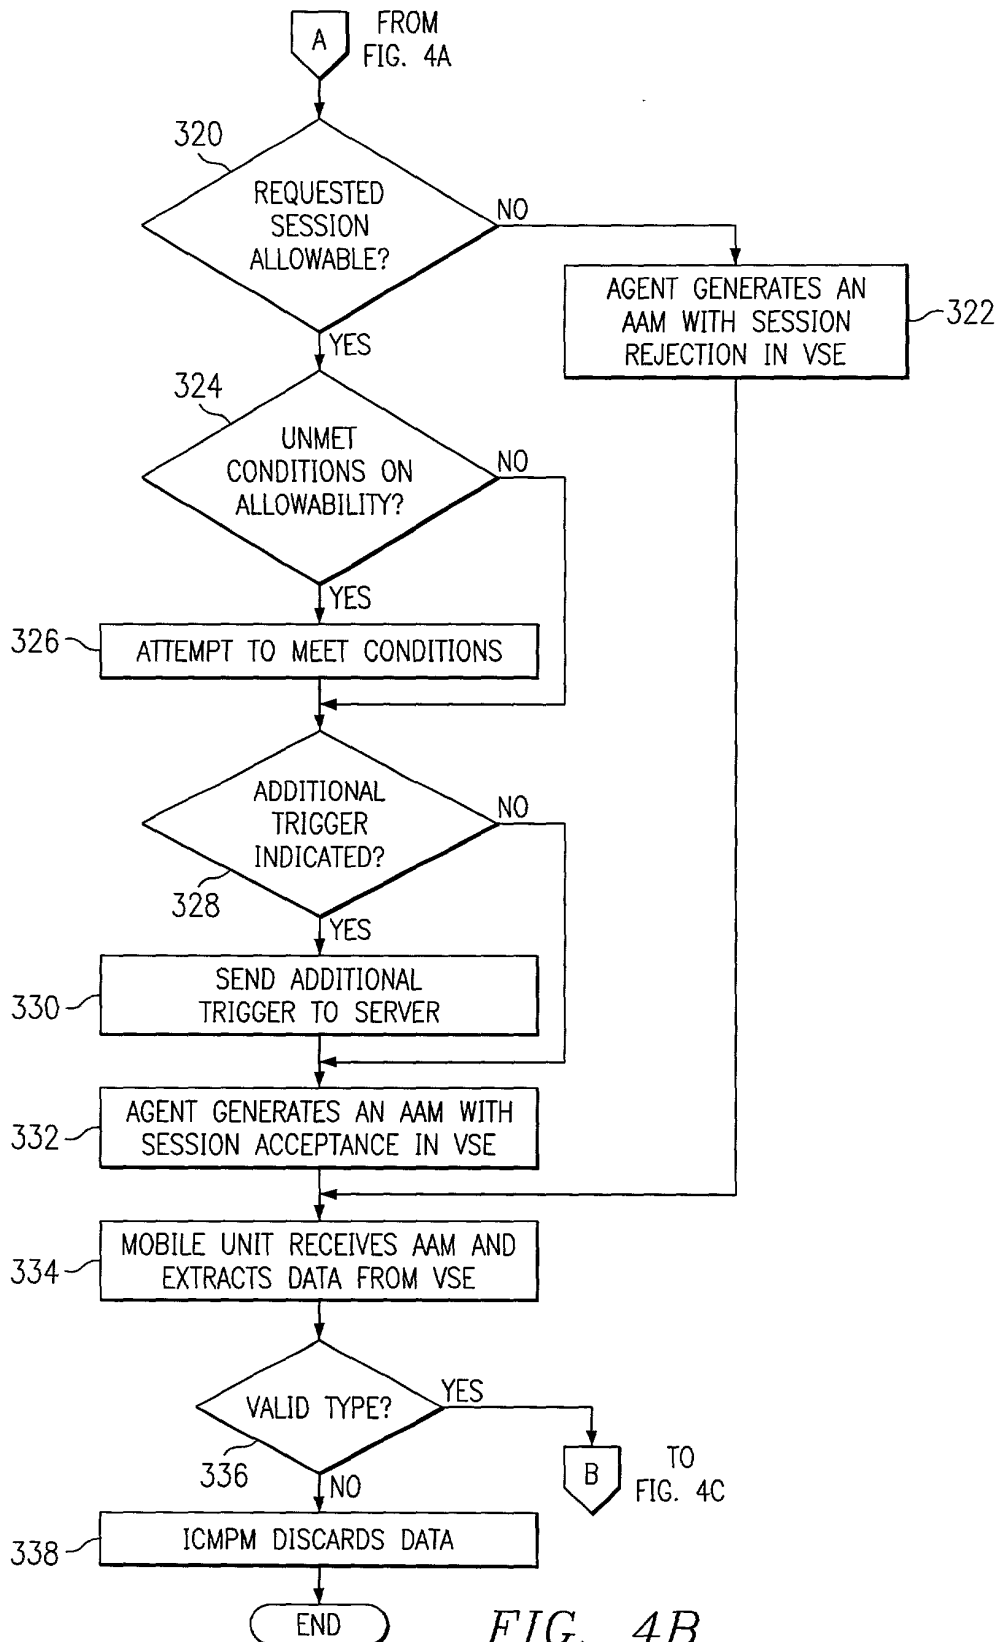 A
FROM
FIG. 4A
320
REQUESTED
SESSION
ALLOWABLE?
NO
YES
AGENT GENERATES AN
AAM WITH SESSION
REJECTION IN VSE
322
324
UNMET
CONDITIONS ON
ALLOWABILITY?
NO
YES
326
ATTEMPT TO MEET CONDITIONS
ADDITIONAL
TRIGGER
INDICATED?
NO
328
YES
330
SEND ADDITIONAL
TRIGGER TO SERVER
332
AGENT GENERATES AN AAM WITH
SESSION ACCEPTANCE IN VSE
334
MOBILE UNIT RECEIVES AAM AND
EXTRACTS DATA FROM VSE
VALID TYPE?
YES
336
NO
B
TO
FIG. 4C
338
ICMPM DISCARDS DATA
END
FIG. 4B